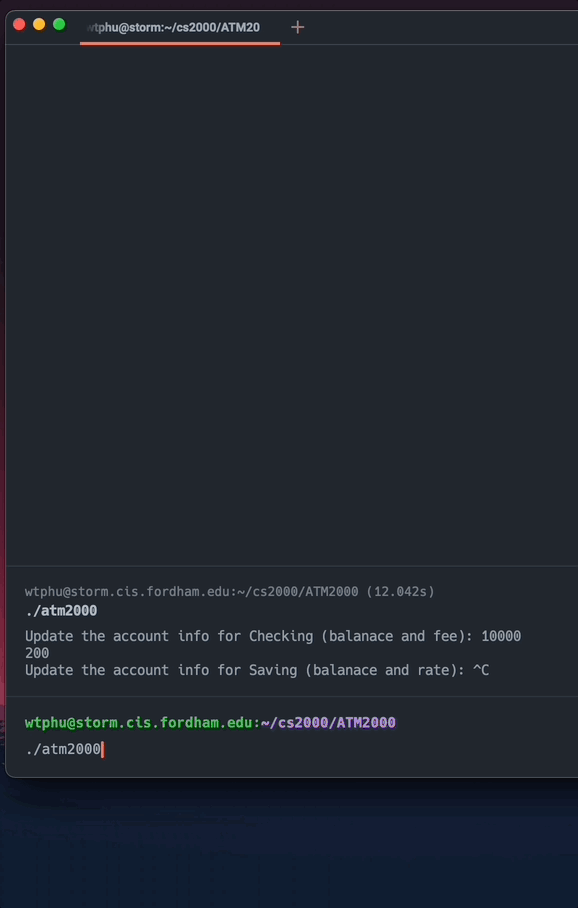 wtphu@storm:~/cs2000/ATM20
wtphu@storm.cis.fordham.edu:~/cs2000/ATM2000 (12.042s)
./atm2000
Update the account info for Checking (balanace and fee): 10000
200
Update the account info for Saving (balanace and rate): ^C
wtphu@storm.cis.fordham.edu:~/cs2000/ATM2000
./atm2000